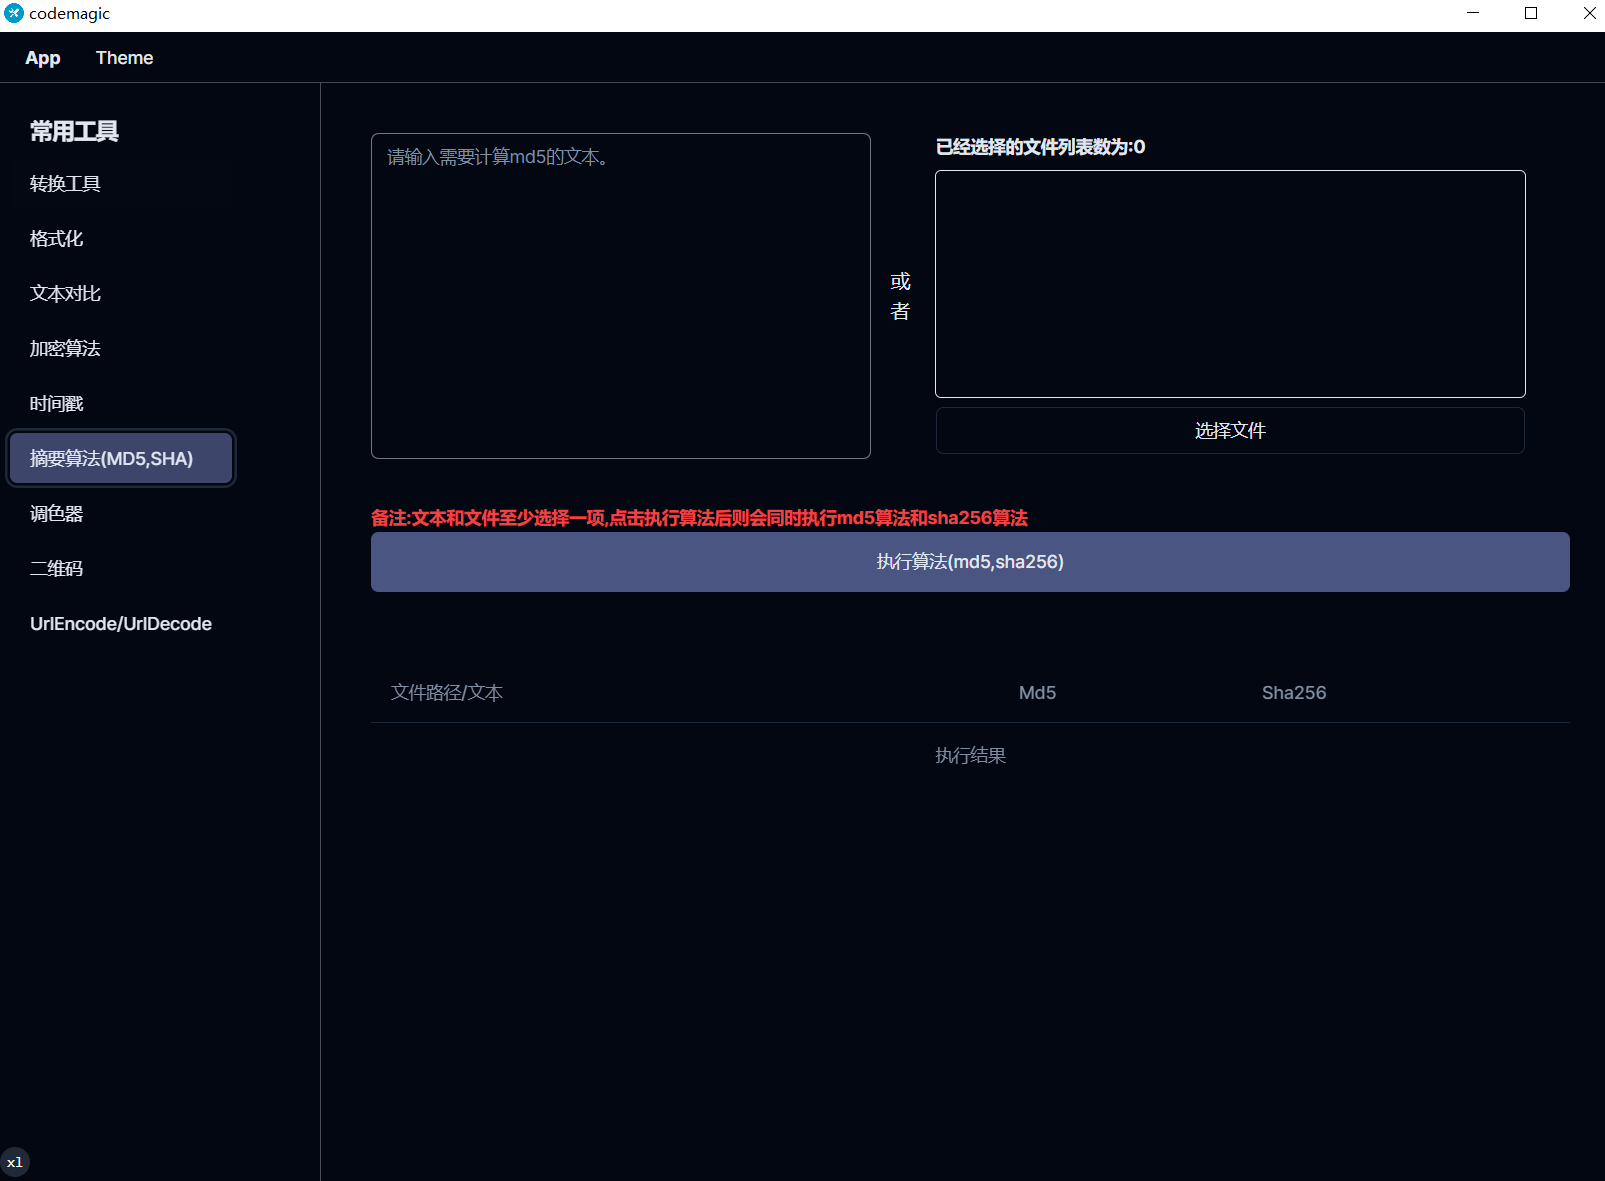 codemagic
App Theme
常用工具
转换工具
格式化
文本对比
加密算法
时间戳
摘要算法(MD5,SHA)
调色器
二维码
UrlEncode/UrlDecode
xl
请输入需要计算md5的文本。
或
者
已经选择的文件列表数为:0
选择文件
备注:文本和文件至少选择一项,点击执行算法后则会同时执行md5算法和sha256算法
执行算法(md5,sha256)
文件路径/文本 Md5 Sha256
执行结果